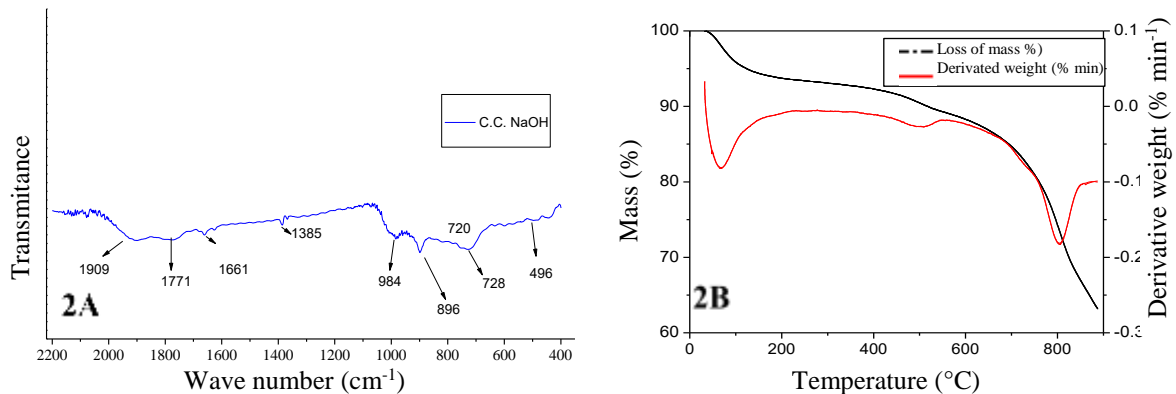 Transmitance
C.C. NaOH
1909
1771
1661
1385
984
896
720
728
496
2A
2200 2000 1800 1600 1400 1200 1000 800 600 400
Wave number (cm⁻¹)
Mass (%)
100
90
80
70
60
Loss of mass %)
Derivated weight (% min)
2B
0 200 400 600 800
Temperature (°C)
0.1
0.0
-0.1
-0.2
-0.3
Derivative weight (% min⁻¹)